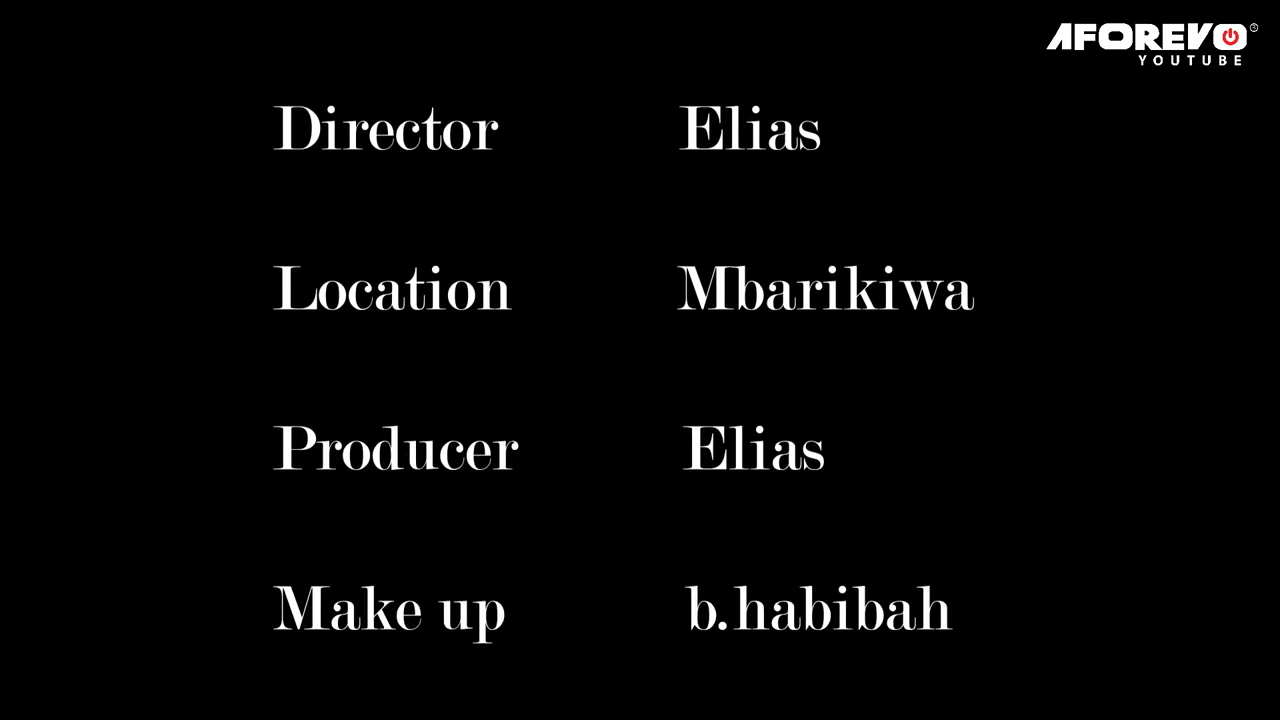 AFOREVO
YOUTUBE
Director Elias
Location Mbarikiwa
Producer Elias
Make up b.habibah